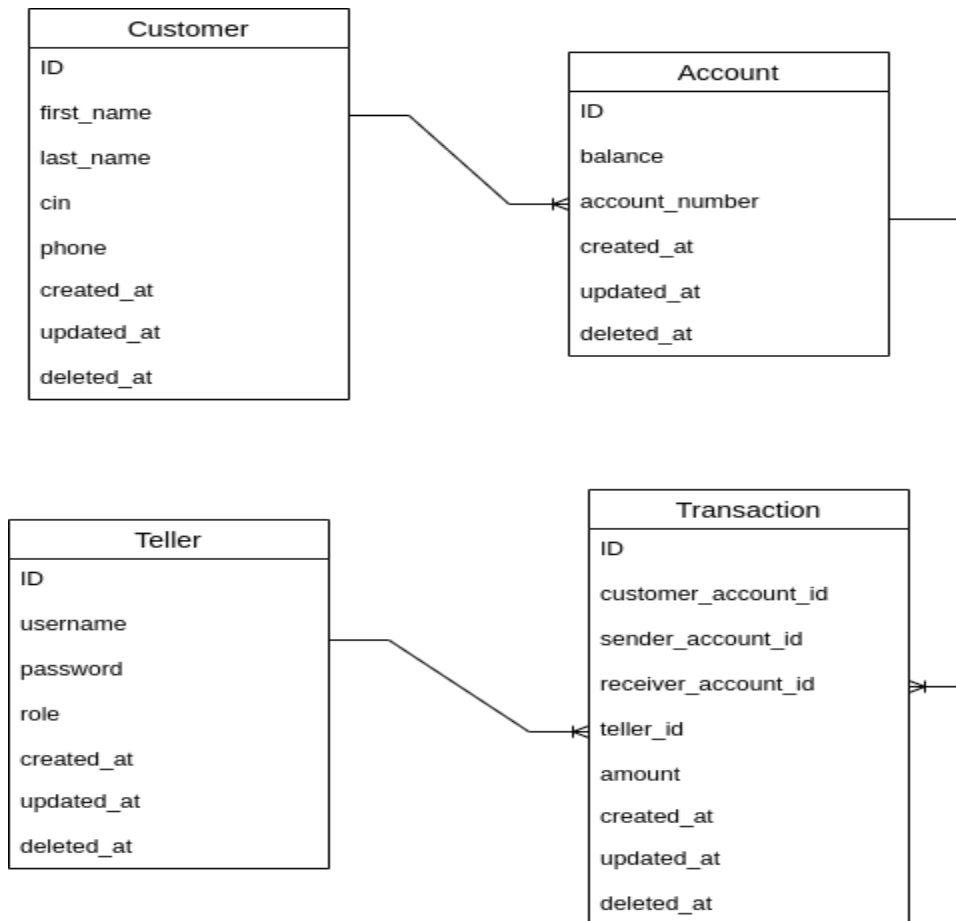 Customer
ID
first_name
last_name
cin
phone
created_at
updated_at
deleted_at
Account
ID
balance
account_number
created_at
updated_at
deleted_at
Teller
ID
username
password
role
created_at
updated_at
deleted_at
Transaction
ID
customer_account_id
sender_account_id
receiver_account_id
teller_id
amount
created_at
updated_at
deleted_at